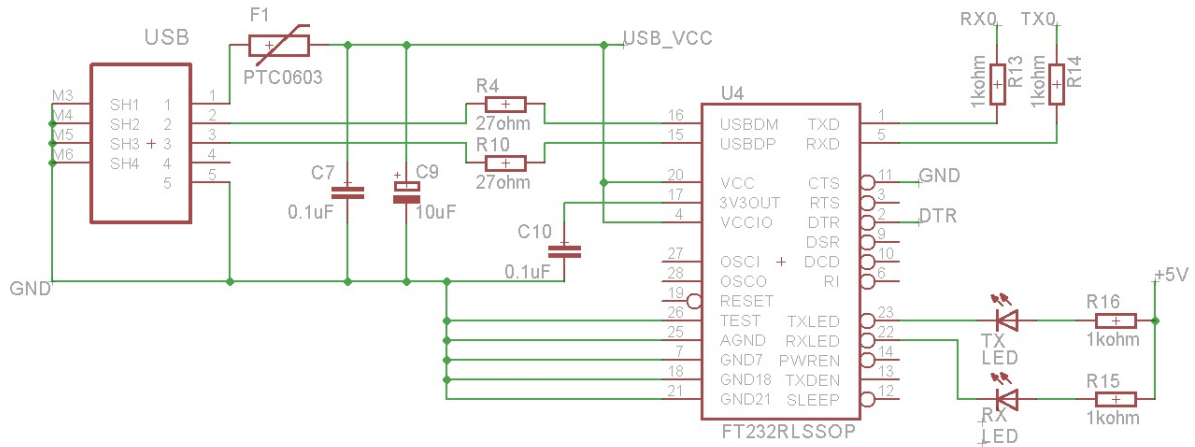 F1
PTC0603
USB
M3
M4
M5
M6
SH1
SH2
SH3
SH4
1
2
3
4
5
GND
C7
0.1uF
C9
10uF
+
USB_VCC
R4
27ohm
R10
27ohm
C10
0.1uF
U4
16 USBDM
15 USBDP
20 VCC
17 3V3OUT
4 VCCIO
27 OSCI
28 OSCO
19 RESET
26 TEST
25 AGND
7 GND7
18 GND18
21 GND21
TXD 1
RXD 5
CTS 11
RTS 3
DTR 2
DSR 9
DCD 10
RI 6
TXLED 23
RXLED 22
PWREN 14
TXDEN 13
SLEEP 12
FT232RLSSOP
RX0
TX0
1kohm
R13
1kohm
R14
GND
DTR
TX
LED
RX
LED
R16
1kohm
R15
1kohm
+5V